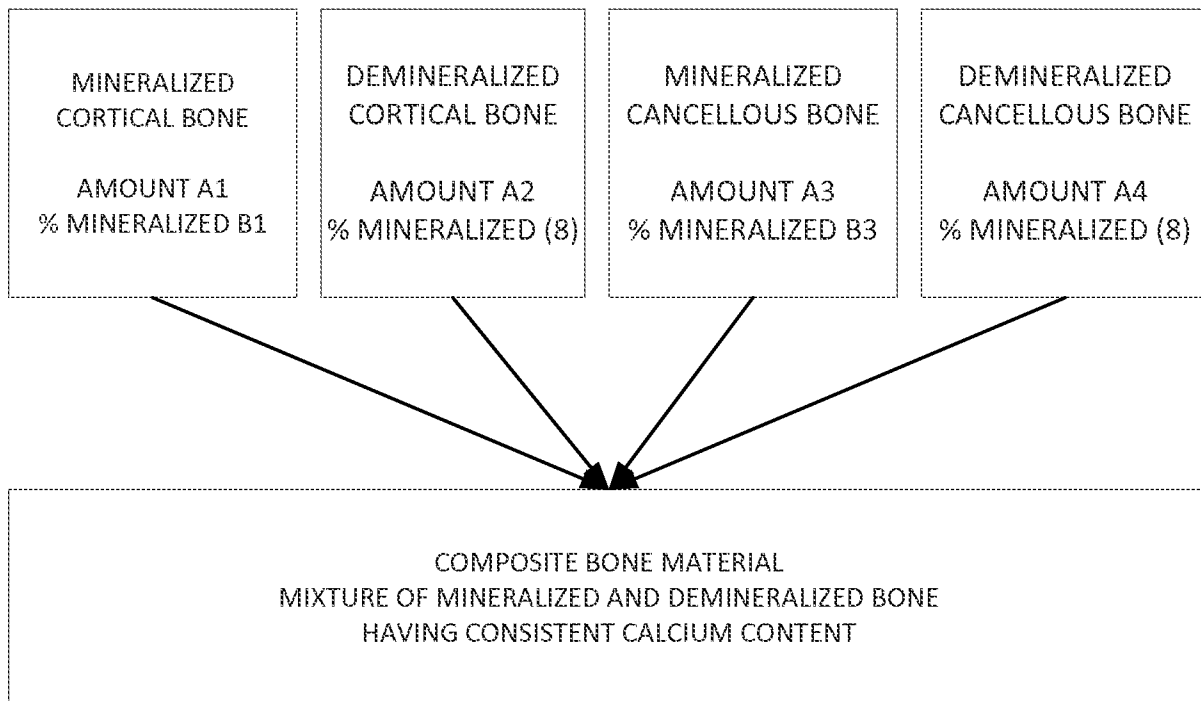 MINERALIZED
CORTICAL BONE
AMOUNT A1
% MINERALIZED B1
DEMINERALIZED
CORTICAL BONE
AMOUNT A2
% MINERALIZED (8)
MINERALIZED
CANCELLOUS BONE
AMOUNT A3
% MINERALIZED B3
DEMINERALIZED
CANCELLOUS BONE
AMOUNT A4
% MINERALIZED (8)
COMPOSITE BONE MATERIAL
MIXTURE OF MINERALIZED AND DEMINERALIZED BONE
HAVING CONSISTENT CALCIUM CONTENT